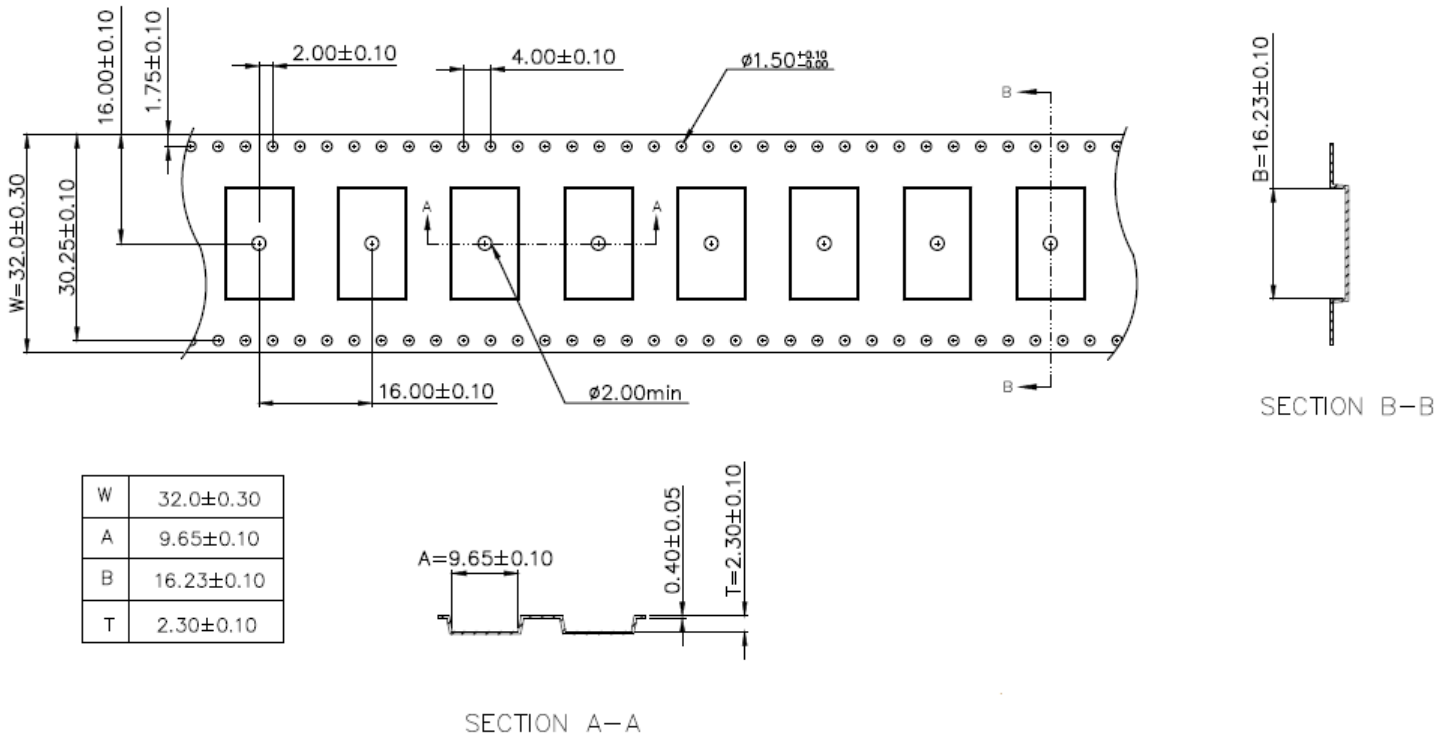 2.00±0.10
4.00±0.10
ø1.50+0.10
-0.00
16.00±0.10
1.75±0.10
B
B=16.23±0.10
W=32.0±0.30
30.25±0.10
A
A
16.00±0.10
ø2.00min
B
SECTION B-B
W 32.0±0.30
A 9.65±0.10
B 16.23±0.10
T 2.30±0.10
A=9.65±0.10
0.40±0.05
T=2.30±0.10
SECTION A-A